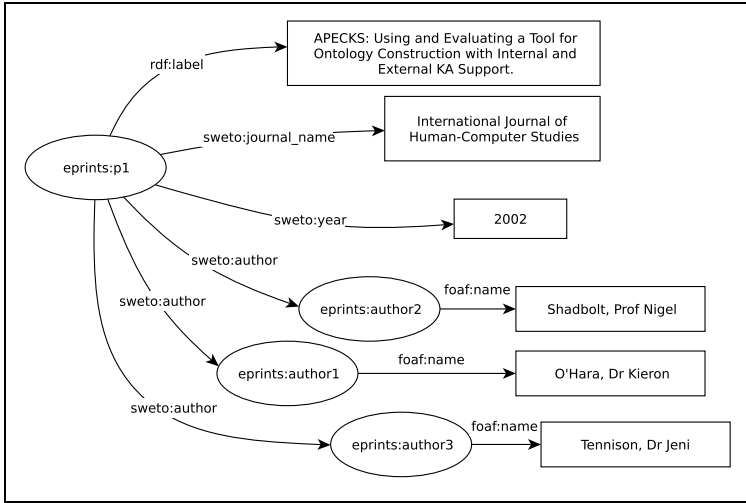 APECKS: Using and Evaluating a Tool for
Ontology Construction with Internal and
External KA Support.
rdf:label
International Journal of
Human-Computer Studies
sweto:journal_name
eprints:p1
2002
sweto:year
sweto:author
foaf:name
eprints:author2
Shadbolt, Prof Nigel
sweto:author
foaf:name
eprints:author1
O'Hara, Dr Kieron
sweto:author
foaf:name
eprints:author3
Tennison, Dr Jeni